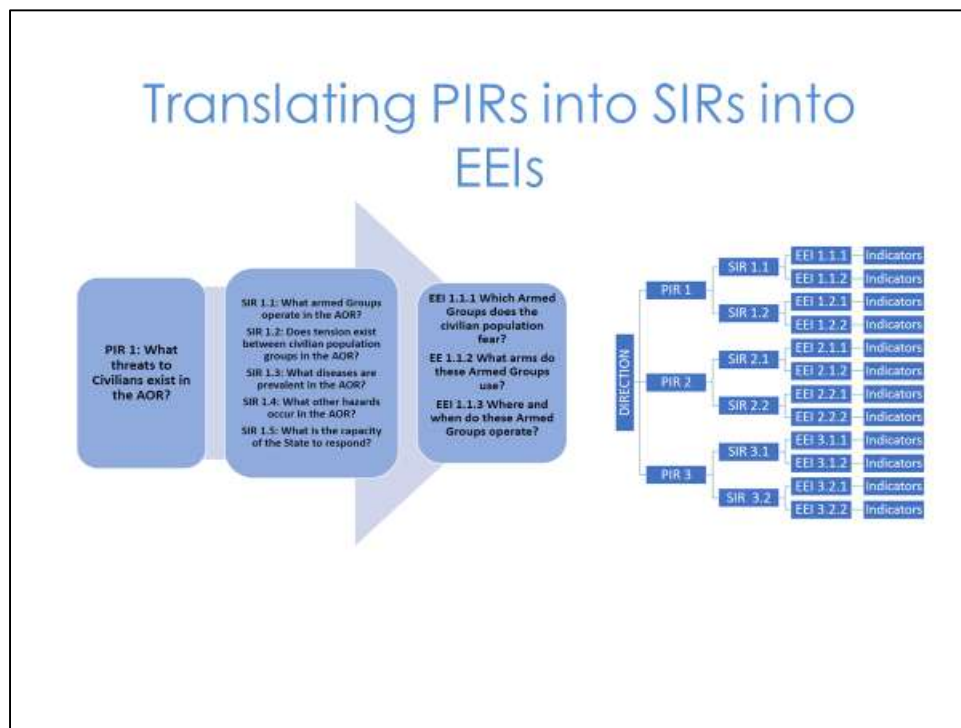 Translating PIRs into SIRs into
EEIs
PIR 1: What
threats to
Civilians exist in
the AOR?
SIR 1.1: What armed Groups
operate in the AOR?
SIR 1.2: Does tension exist
between civilian population
groups in the AOR?
SIR 1.3: What diseases are
prevalent in the AOR?
SIR 1.4: What other hazards
occur in the AOR?
SIR 1.5: What is the capacity
of the State to respond?
EEI 1.1.1 Which Armed
Groups does the
civilian population
fear?
EE 1.1.2 What arms do
these Armed Groups
use?
EEI 1.1.3 Where and
when do these Armed
Groups operate?
DIRECTION
PIR 1
SIR 1.1
EEI 1.1.1
Indicators
EEI 1.1.2
Indicators
SIR 1.2
EEI 1.2.1
Indicators
EEI 1.2.2
Indicators
PIR 2
SIR 2.1
EEI 2.1.1
Indicators
EEI 2.1.2
Indicators
SIR 2.2
EEI 2.2.1
Indicators
EEI 2.2.2
Indicators
PIR 3
SIR 3.1
EEI 3.1.1
Indicators
EEI 3.1.2
Indicators
SIR 3.2
EEI 3.2.1
Indicators
EEI 3.2.2
Indicators